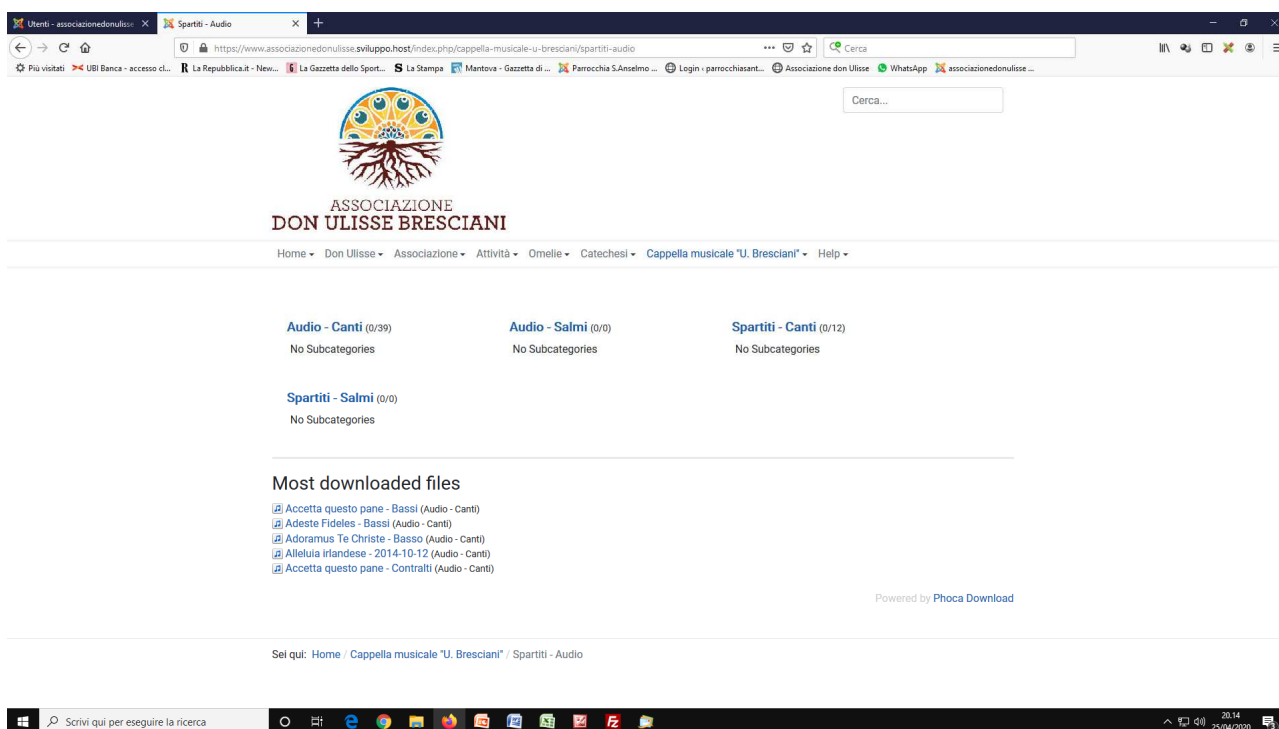 Utenti - associazionedonulisse
Spartiti - Audio
https://www.associazionedonulisse.sviluppo.host/index.php/cappella-musicale-u-bresciani/spartiti-audio
Cerca
Più visitati
UBI Banca - accesso cl...
La Repubblica.it - New...
La Gazzetta dello Sport...
La Stampa
Mantova - Gazzetta di ...
Parrocchia S.Anselmo ...
Login ‹ parrocchiasant...
Associazione don Ulisse
WhatsApp
associazionedonulisse ...
Cerca...
ASSOCIAZIONE
DON ULISSE BRESCIANI
Home Don Ulisse Associazione Attività Omelie Catechesi Cappella musicale "U. Bresciani" Help
Audio - Canti (0/39) Audio - Salmi (0/0) Spartiti - Canti (0/12)
No Subcategories No Subcategories No Subcategories
Spartiti - Salmi (0/0)
No Subcategories
Most downloaded files
Accetta questo pane - Bassi (Audio - Canti)
Adeste Fideles - Bassi (Audio - Canti)
Adoramus Te Christe - Basso (Audio - Canti)
Alleluia irlandese - 2014-10-12 (Audio - Canti)
Accetta questo pane - Contralti (Audio - Canti)
Powered by Phoca Download
Sei qui: Home / Cappella musicale "U. Bresciani" / Spartiti - Audio
Scrivi qui per eseguire la ricerca
20.14
25/04/2020